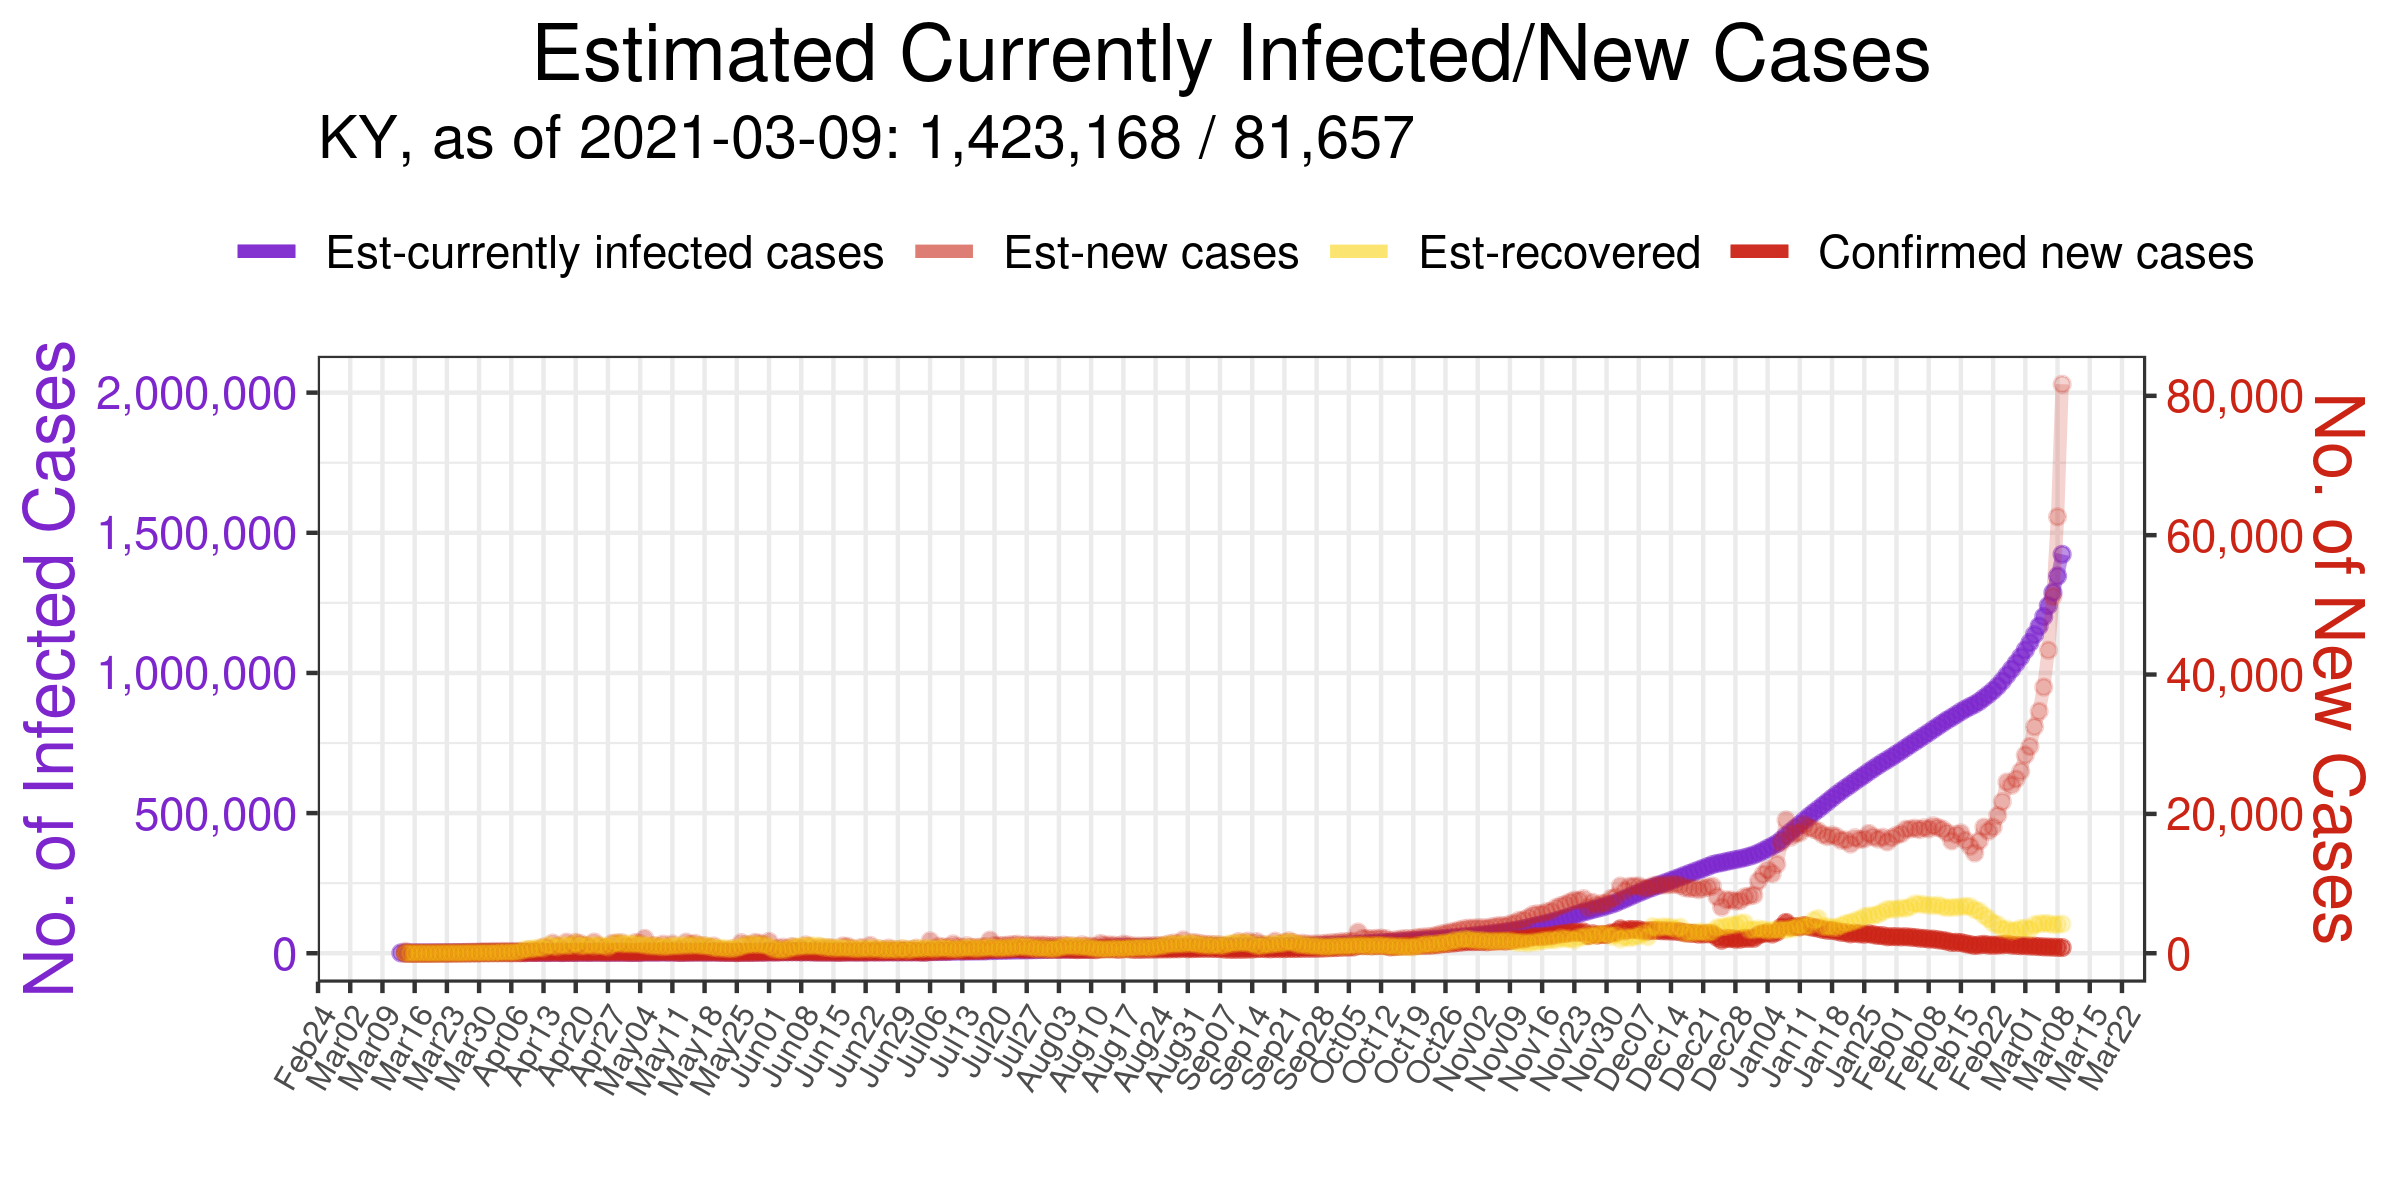 Estimated Currently Infected/New Cases
KY, as of 2021-03-09: 1,423,168 / 81,657
Est-currently infected cases Est-new cases Est-recovered Confirmed new cases
No. of Infected Cases
2,000,000
1,500,000
1,000,000
500,000
0
80,000
60,000
40,000
20,000
0
No. of New Cases
Feb24 Mar02 Mar09 Mar16 Mar23 Mar30 Apr06 Apr13 Apr20 Apr27 May04 May11 May18 May25 Jun01 Jun08 Jun15 Jun22 Jun29 Jul06 Jul13 Jul20 Jul27 Aug03 Aug10 Aug17 Aug24 Aug31 Sep07 Sep14 Sep21 Sep28 Oct05 Oct12 Oct19 Oct26 Nov02 Nov09 Nov16 Nov23 Nov30 Dec07 Dec14 Dec21 Dec28 Jan04 Jan11 Jan18 Jan25 Feb01 Feb08 Feb15 Feb22 Mar01 Mar08 Mar15 Mar22